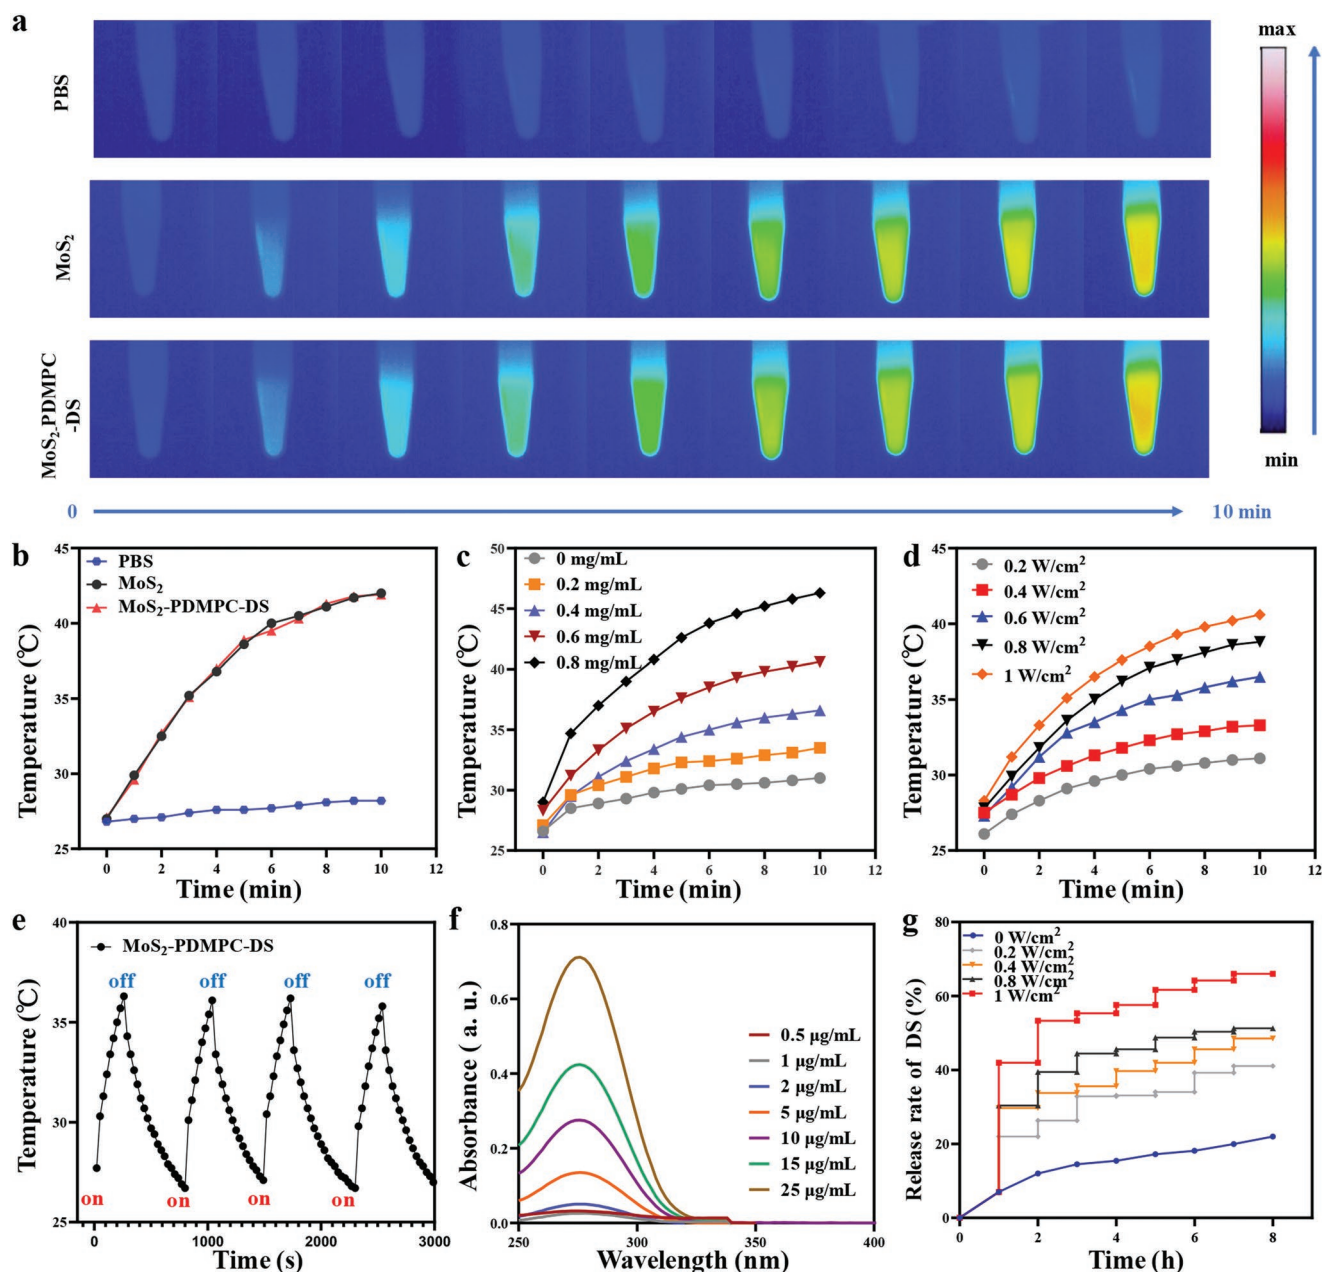 a
max
PBS
MoS₂
MoS₂-PDMPC
-DS
min
0
10 min
b
45
40
35
30
25
Temperature (℃)
PBS
MoS₂
MoS₂-PDMPC-DS
0 2 4 6 8 10 12
Time (min)
c
50
45
40
35
30
25
Temperature (℃)
0 mg/mL
0.2 mg/mL
0.4 mg/mL
0.6 mg/mL
0.8 mg/mL
0 2 4 6 8 10 12
Time (min)
d
45
40
35
30
25
Temperature (℃)
0.2 W/cm²
0.4 W/cm²
0.6 W/cm²
0.8 W/cm²
1 W/cm²
0 2 4 6 8 10 12
Time (min)
e
40
35
30
25
Temperature (℃)
MoS₂-PDMPC-DS
off off off off
on on on on
0 1000 2000 3000
Time (s)
f
0.8
0.6
0.4
0.2
0.0
Absorbance ( a. u.)
0.5 μg/mL
1 μg/mL
2 μg/mL
5 μg/mL
10 μg/mL
15 μg/mL
25 μg/mL
250 300 350 400
Wavelength (nm)
g
80
60
40
20
0
Release rate of DS (%)
0 W/cm²
0.2 W/cm²
0.4 W/cm²
0.8 W/cm²
1 W/cm²
0 2 4 6 8
Time (h)